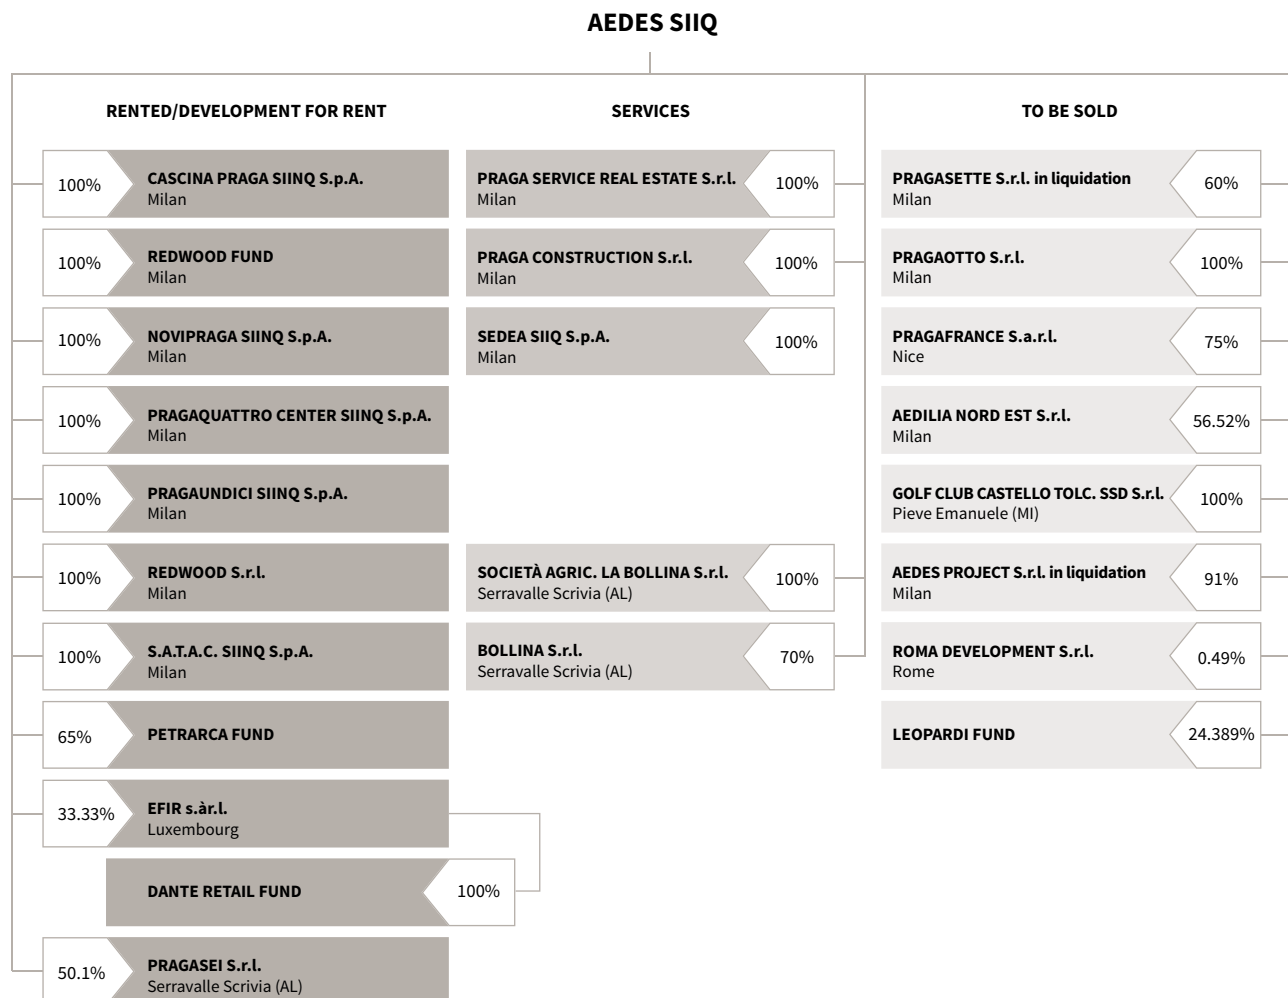 AEDES SIIQ
RENTED/DEVELOPMENT FOR RENT
100%
CASCINA PRAGA SIINQ S.p.A.
Milan
100%
REDWOOD FUND
Milan
100%
NOVIPRAGA SIINQ S.p.A.
Milan
100%
PRAGAQUATTRO CENTER SIINQ S.p.A.
Milan
100%
PRAGAUNDICI SIINQ S.p.A.
Milan
100%
REDWOOD S.r.l.
Milan
100%
S.A.T.A.C. SIINQ S.p.A.
Milan
65%
PETRARCA FUND
33.33%
EFIR s.àr.l.
Luxembourg
DANTE RETAIL FUND
100%
50.1%
PRAGASEI S.r.l.
Serravalle Scrivia (AL)
SERVICES
PRAGA SERVICE REAL ESTATE S.r.l.
Milan
100%
PRAGA CONSTRUCTION S.r.l.
Milan
100%
SEDEA SIIQ S.p.A.
Milan
100%
SOCIETÀ AGRIC. LA BOLLINA S.r.l.
Serravalle Scrivia (AL)
100%
BOLLINA S.r.l.
Serravalle Scrivia (AL)
70%
TO BE SOLD
PRAGASETTE S.r.l. in liquidation
Milan
60%
PRAGAOTTO S.r.l.
Milan
100%
PRAGAFRANCE S.a.r.l.
Nice
75%
AEDILIA NORD EST S.r.l.
Milan
56.52%
GOLF CLUB CASTELLO TOLC. SSD S.r.l.
Pieve Emanuele (MI)
100%
AEDES PROJECT S.r.l. in liquidation
Milan
91%
ROMA DEVELOPMENT S.r.l.
Rome
0.49%
LEOPARDI FUND
24.389%